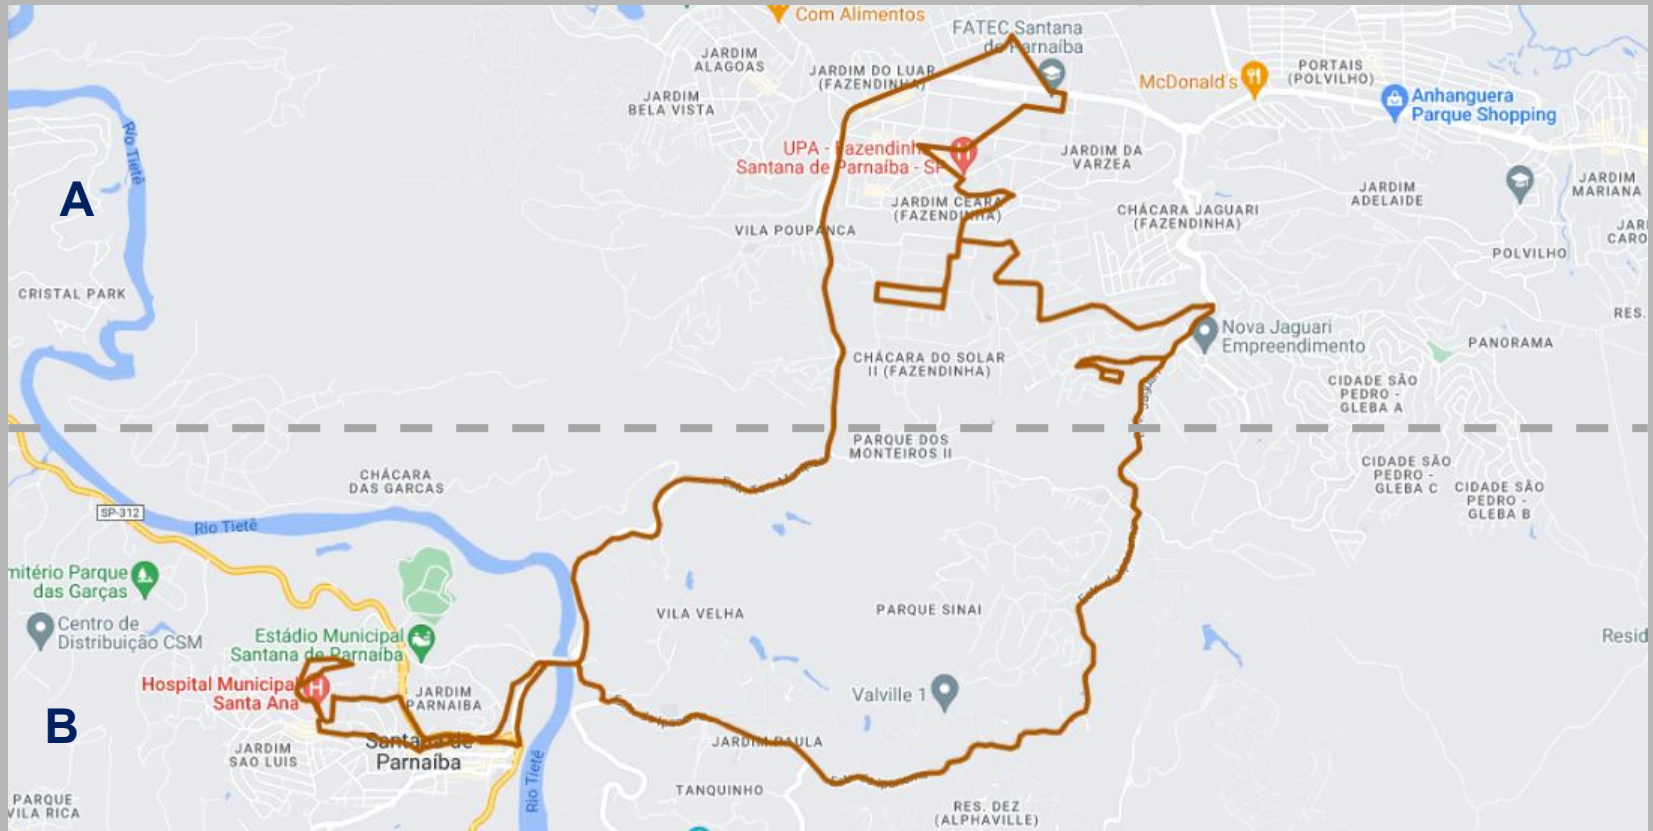 Com Alimentos
FATEC Santana
de Parnaíba
JARDIM
ALAGOAS
JARDIM DO LUAR
(FAZENDINHA)
McDonald's
PORTAIS
(POLVILHO)
JARDIM
BELA VISTA
Anhanguera
Parque Shopping
Rio Tietê
UPA - Fazendinha
Santana de Parnaíba - SP
JARDIM DA
VARZEA
A
JARDIM
MARIANA
JARDIM
ADELAIDE
JARDIM CEARÁ
(FAZENDINHA)
CHÁCARA JAGUARI
(FAZENDINHA)
VILA POUPANCA
JARI
CARO
POLVILHO
CRISTAL PARK
RES.
Nova Jaguari
Empreendimento
PANORAMA
CHÁCARA DO SOLAR
II (FAZENDINHA)
CIDADE SÃO
PEDRO -
GLEBA A
PARQUE DOS
MONTEIROS II
CHÁCARA
DAS GARCAS
CIDADE SÃO
PEDRO -
GLEBA C
CIDADE SÃO
PEDRO -
GLEBA B
SP-312
Rio Tietê
mitério Parque
das Garças
VILA VELHA
PARQUE SINAI
Centro de
Distribuição CSM
Estádio Municipal
Santana de Parnaíba
Resid
Hospital Municipal
Santa Ana
JARDIM
PARNAIBA
Valville 1
B
JARDIM PAULA
Santana de
Parnaíba
JARDIM
SAO LUIS
Rio Tietê
TANQUINHO
PARQUE
VILA RICA
RES. DEZ
(ALPHAVILLE)